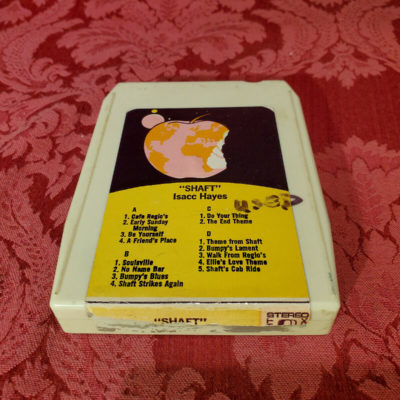 "SHAFT"
Isacc Hayes
A
1. Cafe Regio's
2. Early Sunday
Morning
3. Be Yourself
4. A Friend's Place
B
1. Soulsville
2. No Name Bar
3. Bumpy's Blues
4. Shaft Strikes Again
C
1. Do Your Thing
2. The End Theme
D
1. Theme from Shaft
2. Bumpy's Lament
3. Walk From Regio's
4. Ellie's Love Theme
5. Shaft's Cab Ride
"SHAFT"
STEREO